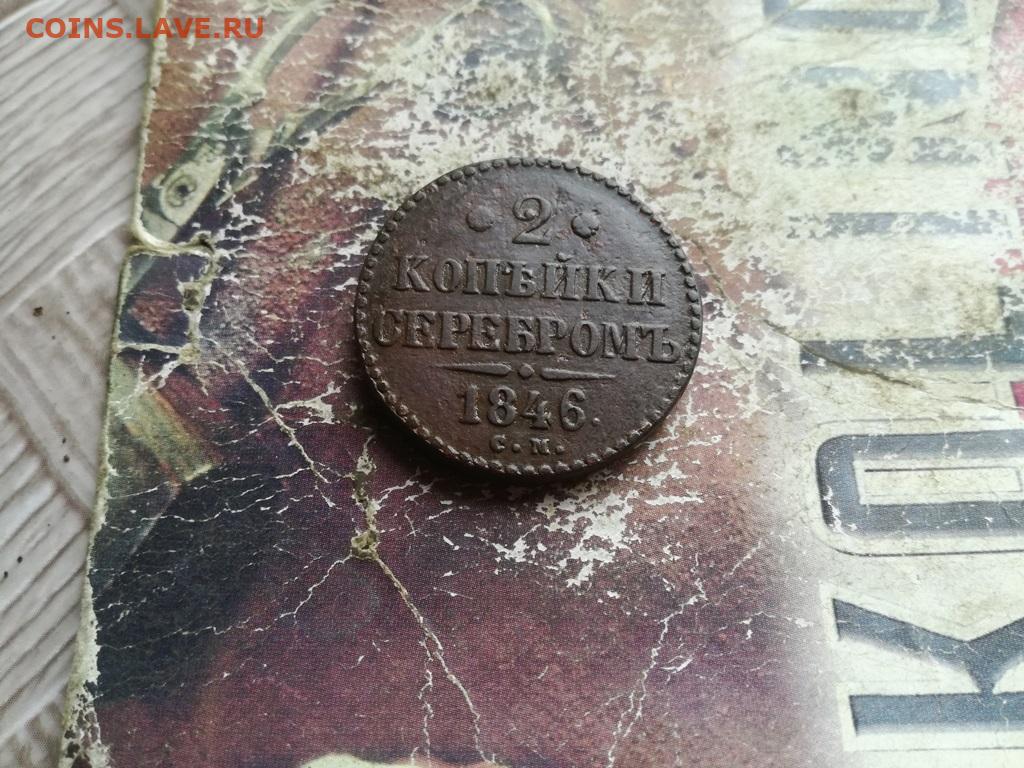 COINS.LAVE.RU
2
КОПѢЙКИ
СЕРЕБРОМЪ
1846.
С. М.